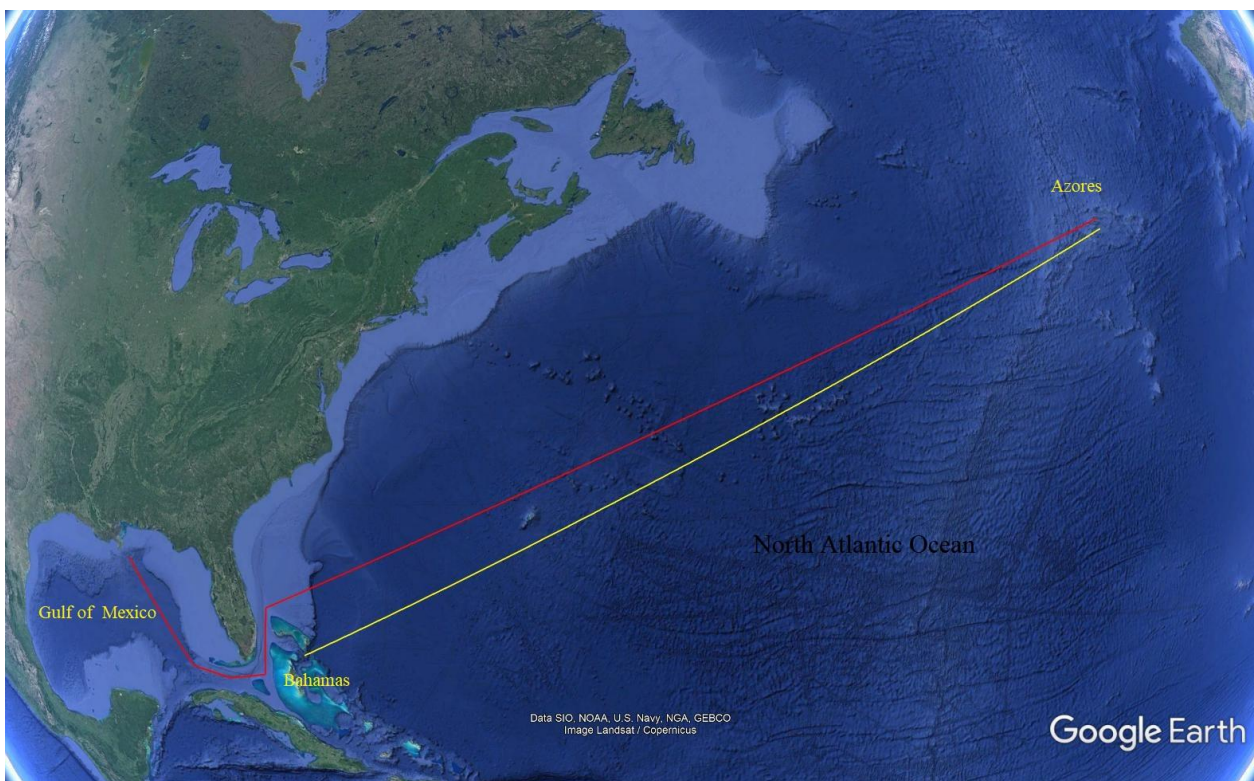 Azores
North Atlantic Ocean
Gulf of  Mexico
Bahamas
Data SIO, NOAA, U.S. Navy, NGA, GEBCO
Image Landsat / Copernicus
Google Earth